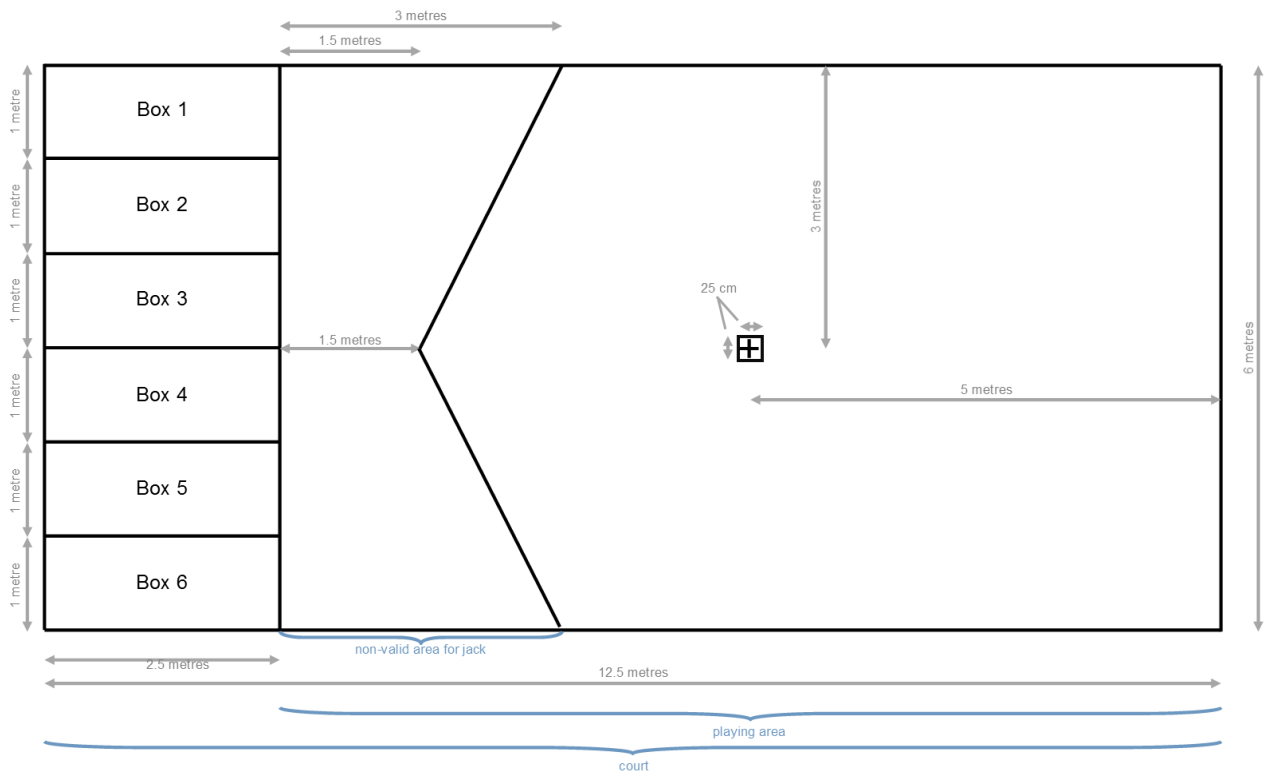 3 metres
1.5 metres
1 metre
Box 1
1 metre
Box 2
1 metre
Box 3
1 metre
Box 4
1 metre
Box 5
1 metre
Box 6
1.5 metres
25 cm
3 metres
5 metres
6 metres
non-valid area for jack
2.5 metres
12.5 metres
playing area
court